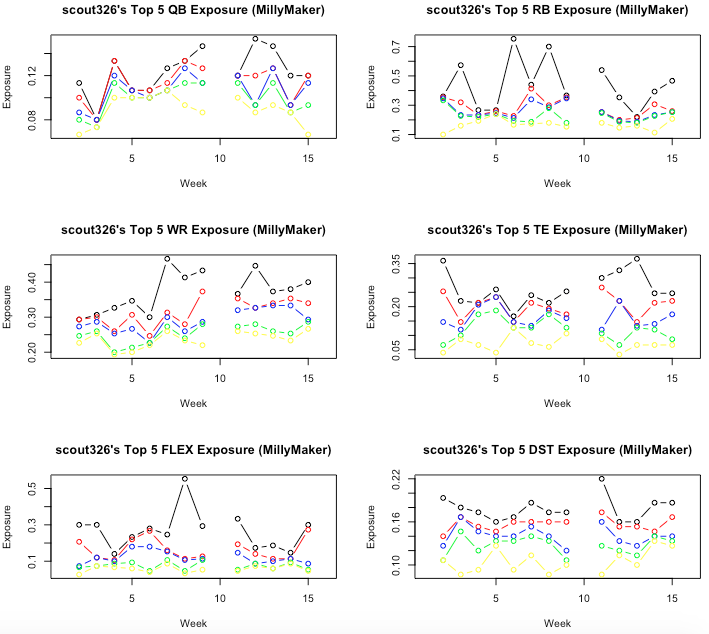 scout326's Top 5 QB Exposure (MillyMaker)
Exposure
0.08
0.12
5
10
15
Week
scout326's Top 5 RB Exposure (MillyMaker)
Exposure
0.1
0.3
0.5
0.7
5
10
15
Week
scout326's Top 5 WR Exposure (MillyMaker)
Exposure
0.20
0.30
0.40
5
10
15
Week
scout326's Top 5 TE Exposure (MillyMaker)
Exposure
0.05
0.20
0.35
5
10
15
Week
scout326's Top 5 FLEX Exposure (MillyMaker)
Exposure
0.1
0.3
0.5
5
10
15
Week
scout326's Top 5 DST Exposure (MillyMaker)
Exposure
0.10
0.16
0.22
5
10
15
Week